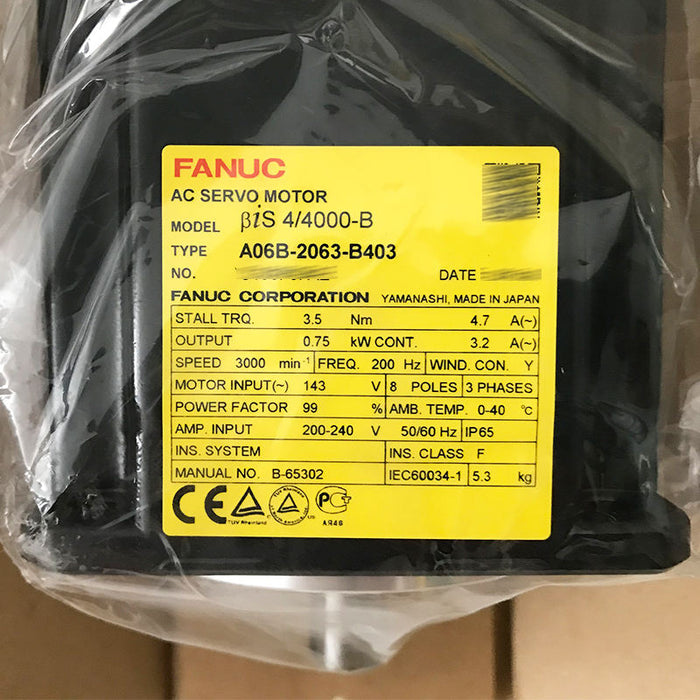 FANUC
AC SERVO MOTOR
MODEL βiS 4/4000-B
TYPE A06B-2063-B403
NO. DATE
FANUC CORPORATION YAMANASHI, MADE IN JAPAN
STALL TRQ. 3.5 Nm 4.7 A(~)
OUTPUT 0.75 kW CONT. 3.2 A(~)
SPEED 3000 min⁻¹ FREQ. 200 Hz WIND. CON. Y
MOTOR INPUT(~) 143 V 8 POLES 3 PHASES
POWER FACTOR 99 % AMB. TEMP. 0-40 ℃
AMP. INPUT 200-240 V 50/60 Hz IP65
INS. SYSTEM INS. CLASS F
MANUAL NO. B-65302 IEC60034-1 5.3 kg
CE TUV Rheinland US PC